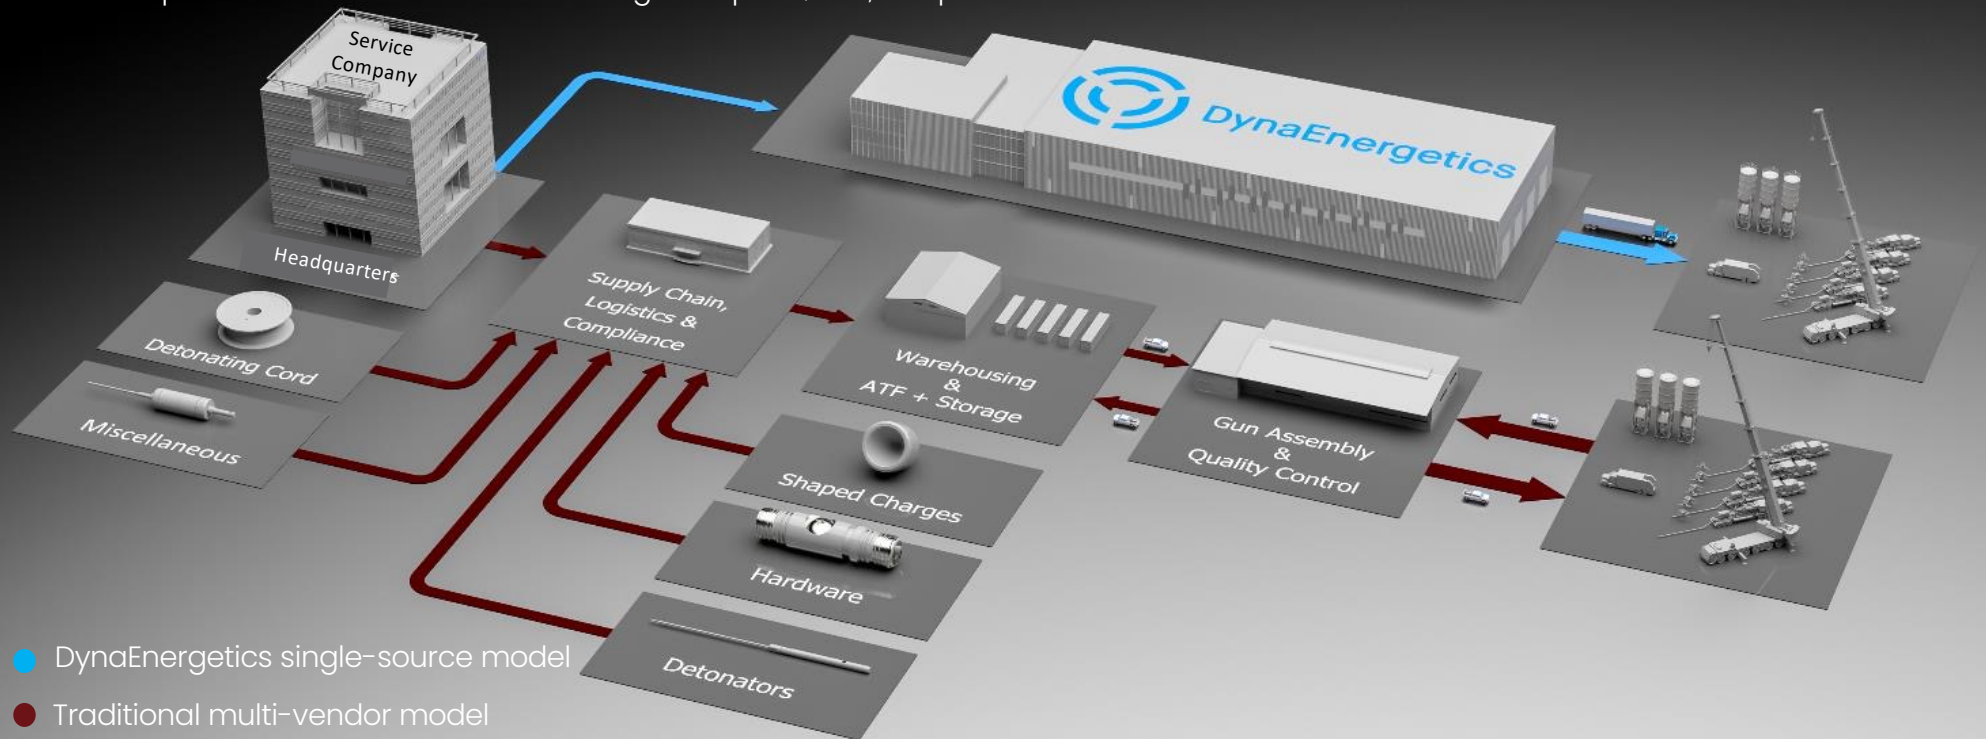 Service
Company
Headquarters
DynaEnergetics
Supply Chain,
Logistics &
Compliance
Detonating Cord
Miscellaneous
Warehousing
&
ATF + Storage
Gun Assembly
&
Quality Control
Shaped Charges
Hardware
Detonators
DynaEnergetics single-source model
Traditional multi-vendor model